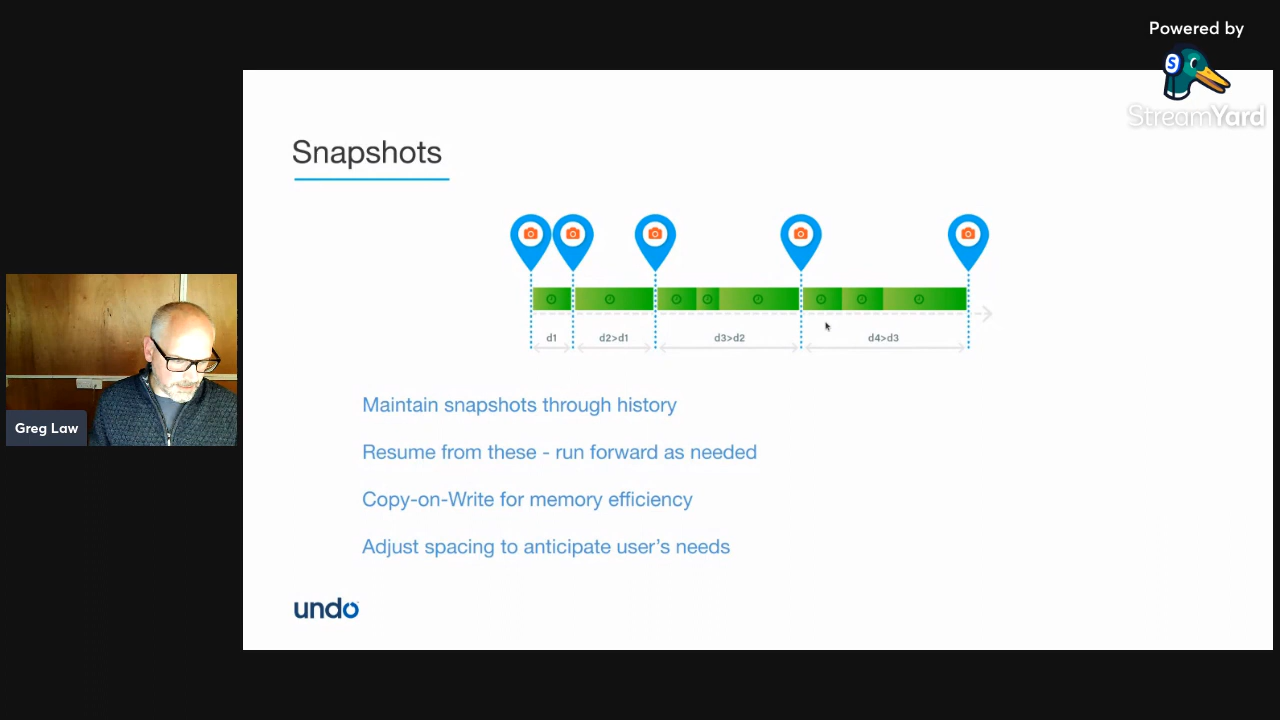 Powered by
StreamYard
Snapshots
d1
d2>d1
d3>d2
d4>d3
Maintain snapshots through history
Resume from these - run forward as needed
Copy-on-Write for memory efficiency
Adjust spacing to anticipate user's needs
undo
Greg Law